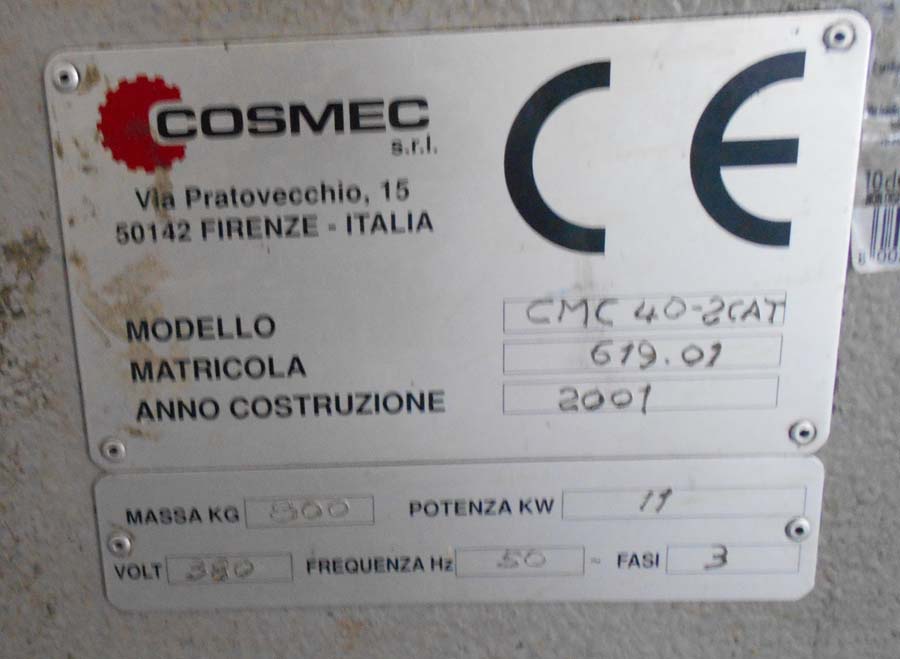 COSMEC
s.r.l.
Via Pratovecchio, 15
50142 FIRENZE - ITALIA
CE
MODELLO CMC 40-2CAT
MATRICOLA 619.01
ANNO COSTRUZIONE 2001
MASSA KG 800 POTENZA KW 11
VOLT 380 FREQUENZA Hz 50 ~ FASI 3